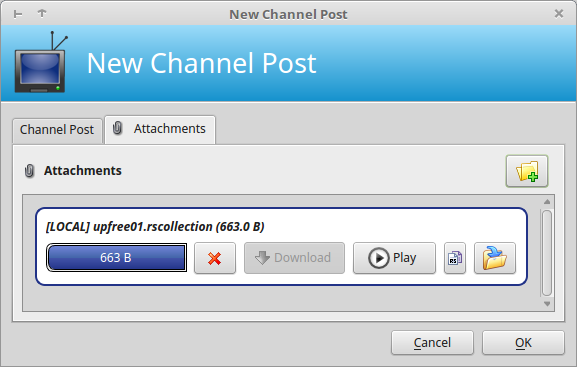 New Channel Post
New Channel Post
Channel Post
Attachments
Attachments
[LOCAL] upfree01.rscollection (663.0 B)
663 B
Download
Play
RS
Cancel
OK